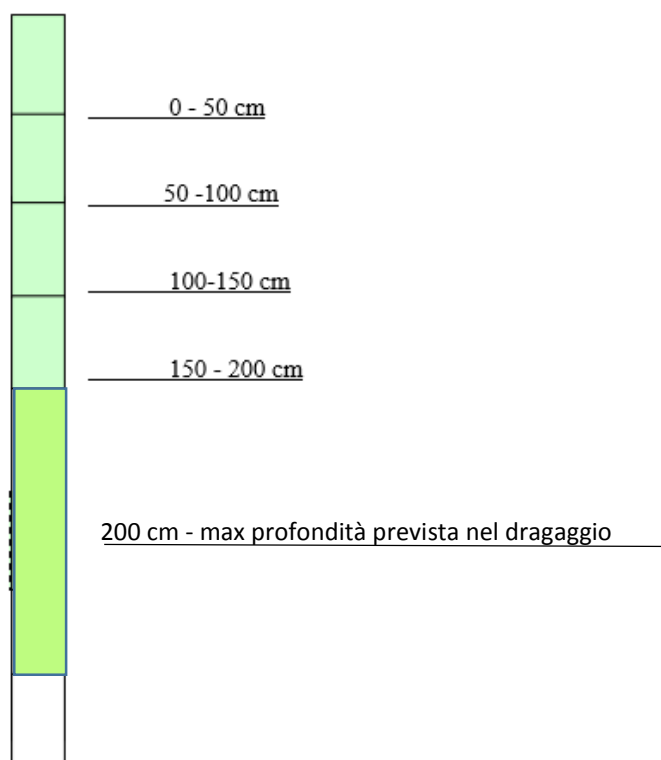 0 - 50 cm
50 -100 cm
100-150 cm
150 - 200 cm
200 cm - max profondità prevista nel dragaggio